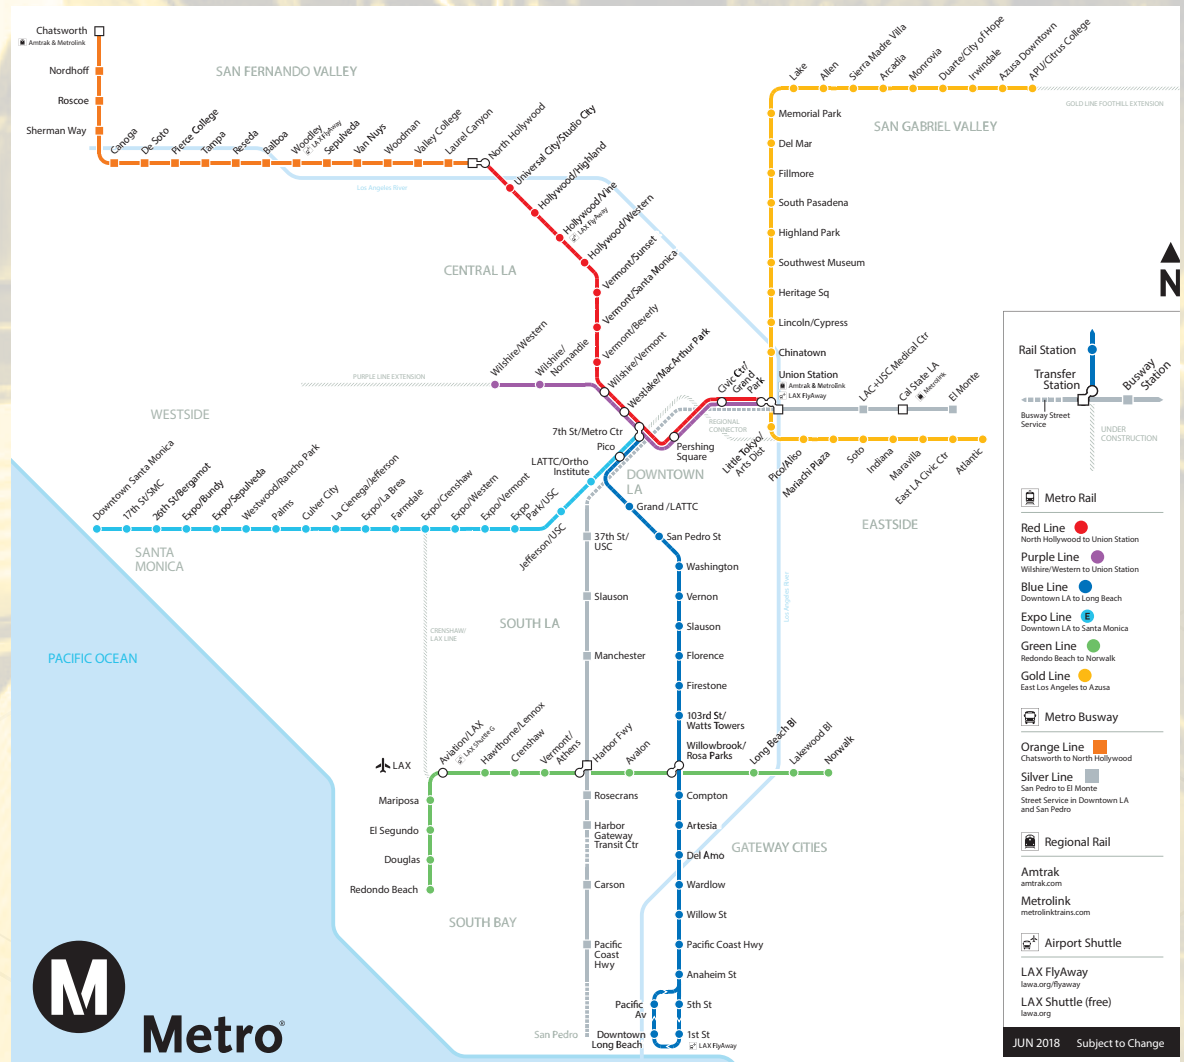 Chatsworth
Amtrak & Metrolink
Nordhoff
Roscoe
Sherman Way
Canoga
De Soto
Pierce College
Tampa
Reseda
Balboa
Woodley
LAX FlyAway
Sepulveda
Van Nuys
Woodman
Valley College
Laurel Canyon
North Hollywood
SAN FERNANDO VALLEY
Los Angeles River
Universal City/Studio City
Hollywood/Highland
Hollywood/Vine
LAX FlyAway
Hollywood/Western
Vermont/Sunset
Vermont/Santa Monica
Vermont/Beverly
CENTRAL LA
Wilshire/Western
Wilshire/
Normandie
Wilshire/Vermont
Westlake/MacArthur Park
PURPLE LINE EXTENSION
Lake
Allen
Sierra Madre Villa
Arcadia
Monrovia
Duarte/City of Hope
Irwindale
Azusa Downtown
APU/Citrus College
GOLD LINE FOOTHILL EXTENSION
SAN GABRIEL VALLEY
Memorial Park
Del Mar
Fillmore
South Pasadena
Highland Park
Southwest Museum
Heritage Sq
Lincoln/Cypress
Chinatown
Union Station
Amtrak & Metrolink
LAX FlyAway
Civic Ctr/
Grand
Park
LAC+USC Medical Ctr
Cal State LA
Metrolink
El Monte
REGIONAL
CONNECTOR
7th St/Metro Ctr
Pico
Pershing
Square
LATTC/Ortho
Institute
DOWNTOWN
LA
Little Tokyo/
Arts Dist
Pico/Aliso
Mariachi Plaza
Soto
Indiana
Maravilla
East LA Civic Ctr
Atlantic
EASTSIDE
WESTSIDE
Downtown Santa Monica
17th St/SMC
26th St/Bergamot
Expo/Bundy
Expo/Sepulveda
Westwood/Rancho Park
Palms
Culver City
La Cienega/Jefferson
Expo/La Brea
Farmdale
Expo/Crenshaw
Expo/Western
Expo/Vermont
Expo
Park/USC
Jefferson/USC
SANTA
MONICA
Grand /LATTC
San Pedro St
Washington
Vernon
Slauson
Florence
Firestone
103rd St/
Watts Towers
Willowbrook/
Rosa Parks
37th St/
USC
Slauson
Manchester
SOUTH LA
CRENSHAW/
LAX LINE
Los Angeles River
PACIFIC OCEAN
LAX
Aviation/LAX
LAX Shuttle G
Hawthorne/Lennox
Crenshaw
Vermont/
Athens
Harbor Fwy
Avalon
Long Beach Bl
Lakewood Bl
Norwalk
Mariposa
El Segundo
Douglas
Redondo Beach
Rosecrans
Harbor
Gateway
Transit Ctr
Carson
Pacific
Coast
Hwy
San Pedro
SOUTH BAY
Compton
Artesia
Del Amo
Wardlow
Willow St
Pacific Coast Hwy
Anaheim St
Pacific
Av
5th St
Downtown
Long Beach
1st St
LAX FlyAway
GATEWAY CITIES
N
Rail Station
Transfer
Station
Busway
Station
Busway Street
Service
UNDER
CONSTRUCTION
Metro Rail
Red Line
North Hollywood to Union Station
Purple Line
Wilshire/Western to Union Station
Blue Line
Downtown LA to Long Beach
Expo Line E
Downtown LA to Santa Monica
Green Line
Redondo Beach to Norwalk
Gold Line
East Los Angeles to Azusa
Metro Busway
Orange Line
Chatsworth to North Hollywood
Silver Line
San Pedro to El Monte
Street Service in Downtown LA
and San Pedro
Regional Rail
Amtrak
amtrak.com
Metrolink
metrolinktrains.com
Airport Shuttle
LAX FlyAway
lawa.org/flyaway
LAX Shuttle (free)
lawa.org
JUN 2018 Subject to Change
M
Metro®